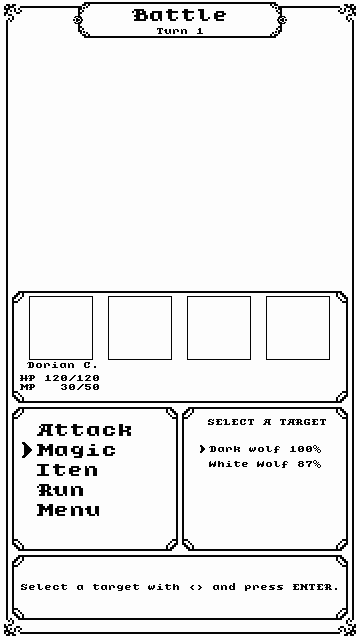 Battle
Turn 1
Dorian C.
HP 120/120
MP 30/50
Attack
Magic
Iten
Run
Menu
SELECT A TARGET
Dark wolf 100%
White Wolf 87%
Select a target with <> and press ENTER.